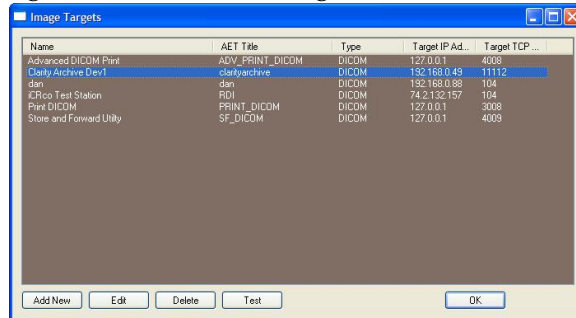 Image Targets
Name AET Title Type Target IP Ad... Target TCP ...
Advanced DICOM Print ADV_PRINT_DICOM DICOM 127.0.0.1 4008
Clarity Archive Dev1 clarityarchive DICOM 192.168.0.49 11112
dan dan DICOM 192.168.0.88 104
iCRco Test Station RDI DICOM 74.2.132.157 104
Print DICOM PRINT_DICOM DICOM 127.0.0.1 3008
Store and Forward Utilty SF_DICOM DICOM 127.0.0.1 4009
Add New Edit Delete Test OK